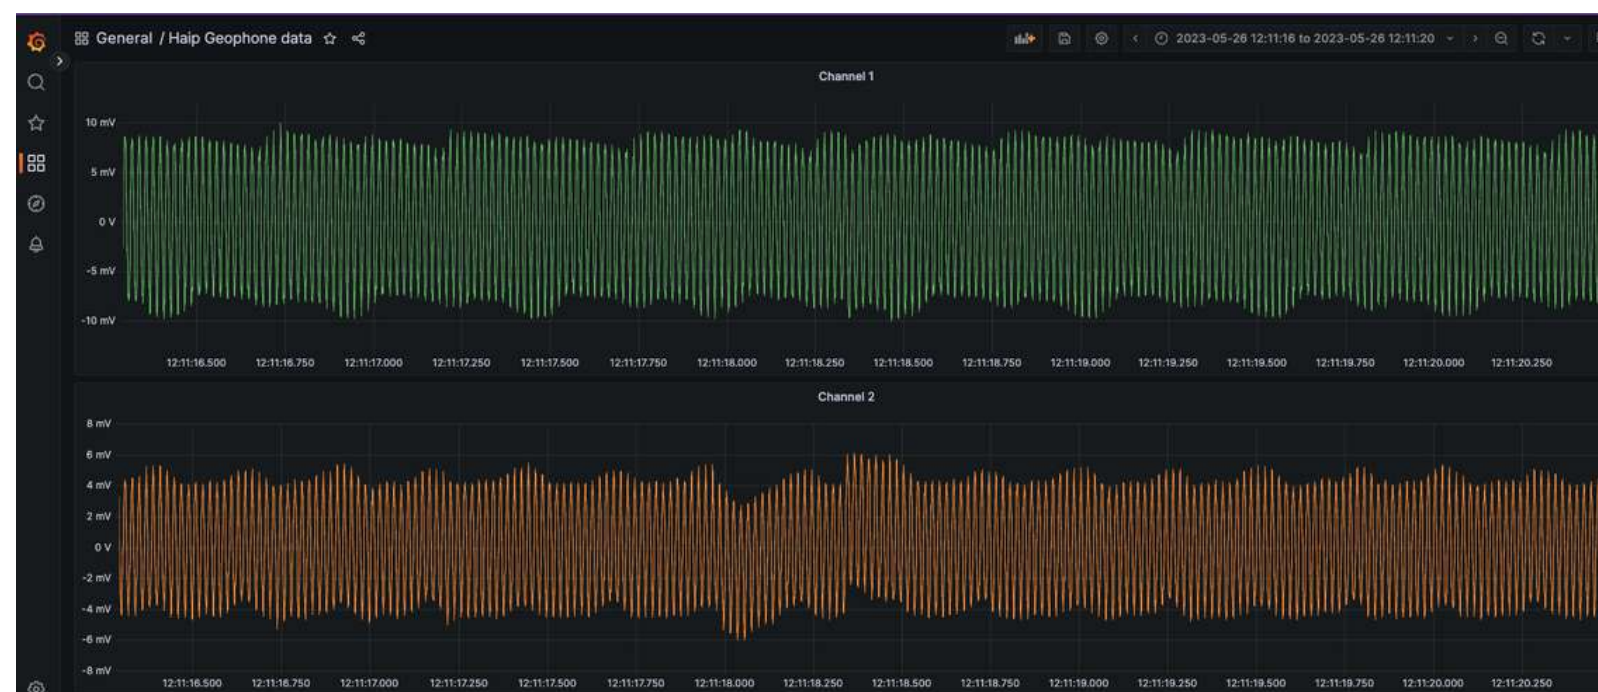 General / Haip Geophone data
2023-05-26 12:11:16 to 2023-05-26 12:11:20
Channel 1
10 mV
5 mV
0 V
-5 mV
-10 mV
12:11:16.500 12:11:16.750 12:11:17.000 12:11:17.250 12:11:17.500 12:11:17.750 12:11:18.000 12:11:18.250 12:11:18.500 12:11:18.750 12:11:19.000 12:11:19.250 12:11:19.500 12:11:19.750 12:11:20.000 12:11:20.250
Channel 2
8 mV
6 mV
4 mV
2 mV
0 V
-2 mV
-4 mV
-6 mV
-8 mV
12:11:16.500 12:11:16.750 12:11:17.000 12:11:17.250 12:11:17.500 12:11:17.750 12:11:18.000 12:11:18.250 12:11:18.500 12:11:18.750 12:11:19.000 12:11:19.250 12:11:19.500 12:11:19.750 12:11:20.000 12:11:20.250